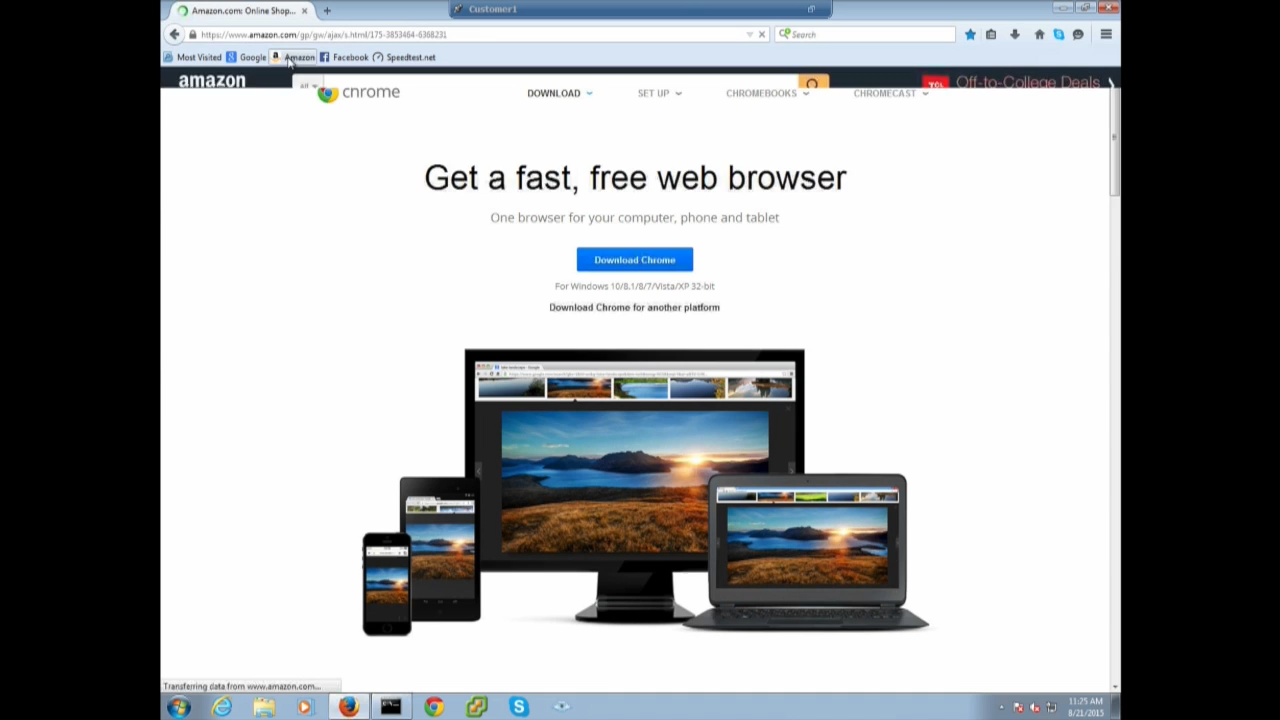 Amazon.com: Online Shop...
Customer1
https://www.amazon.com/gp/gw/ajax/s.html/175-3853464-6368231
Search
Most Visited Google Amazon Facebook Speedtest.net
amazon
All
TCL
Off-to-College Deals
chrome
DOWNLOAD
SET UP
CHROMEBOOKS
CHROMECAST
Get a fast, free web browser
One browser for your computer, phone and tablet
Download Chrome
For Windows 10/8.1/8/7/Vista/XP 32-bit
Download Chrome for another platform
Transferring data from www.amazon.com...
11:25 AM
8/21/2015